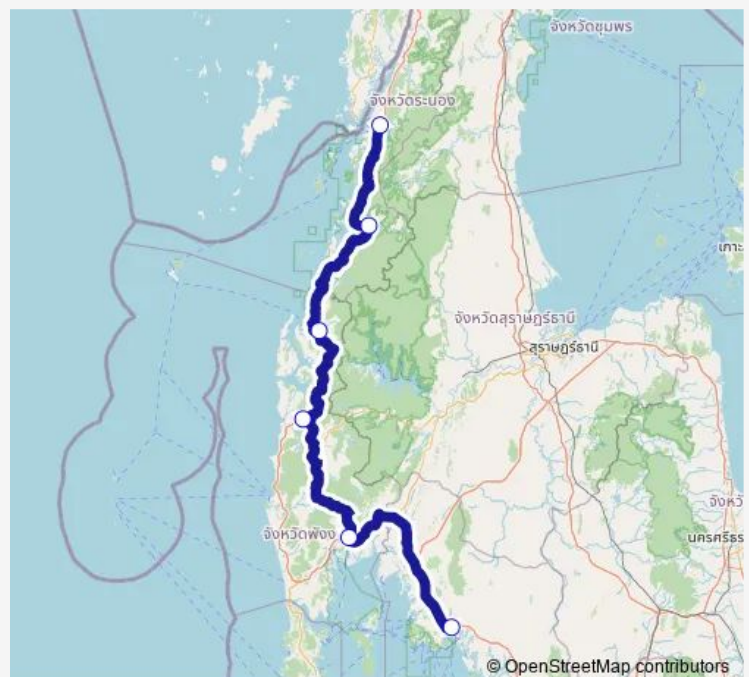 จังหวัดชุมพร
จังหวัดระนอง
เกาะ
จังหวัดสุราษฎร์ธานี
สุราษฎร์ธานี
จังหวั
จังหวัดพังงา
นครศรีธร
© OpenStreetMap contributors